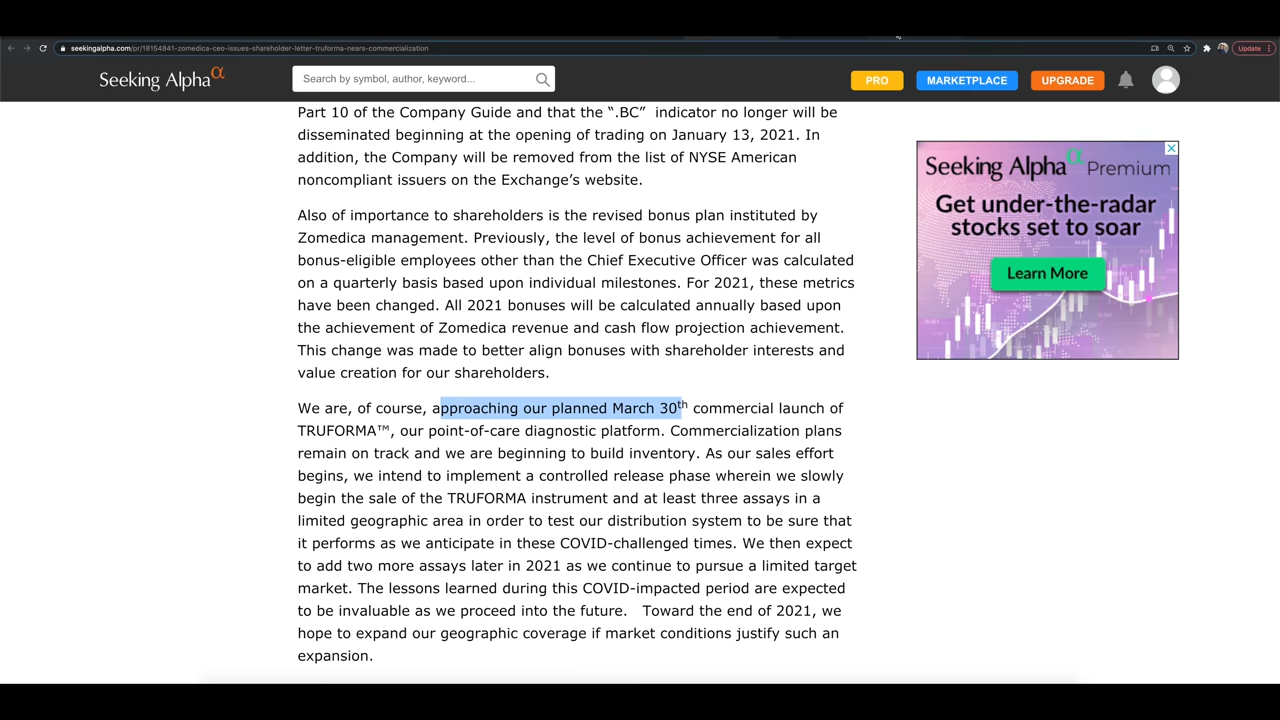 seekingalpha.com/pr/18154841-zomedica-ceo-issues-shareholder-letter-truforma-nears-commercialization
Update
Seeking Alphaα
Search by symbol, author, keyword...
PRO
MARKETPLACE
UPGRADE
Part 10 of the Company Guide and that the “.BC” indicator no longer will be
disseminated beginning at the opening of trading on January 13, 2021. In
addition, the Company will be removed from the list of NYSE American
noncompliant issuers on the Exchange’s website.
Also of importance to shareholders is the revised bonus plan instituted by
Zomedica management. Previously, the level of bonus achievement for all
bonus-eligible employees other than the Chief Executive Officer was calculated
on a quarterly basis based upon individual milestones. For 2021, these metrics
have been changed. All 2021 bonuses will be calculated annually based upon
the achievement of Zomedica revenue and cash flow projection achievement.
This change was made to better align bonuses with shareholder interests and
value creation for our shareholders.
We are, of course, approaching our planned March 30th commercial launch of
TRUFORMA™, our point-of-care diagnostic platform. Commercialization plans
remain on track and we are beginning to build inventory. As our sales effort
begins, we intend to implement a controlled release phase wherein we slowly
begin the sale of the TRUFORMA instrument and at least three assays in a
limited geographic area in order to test our distribution system to be sure that
it performs as we anticipate in these COVID-challenged times. We then expect
to add two more assays later in 2021 as we continue to pursue a limited target
market. The lessons learned during this COVID-impacted period are expected
to be invaluable as we proceed into the future. Toward the end of 2021, we
hope to expand our geographic coverage if market conditions justify such an
expansion.
Seeking Alphaα Premium
Get under-the-radar
stocks set to soar
Learn More